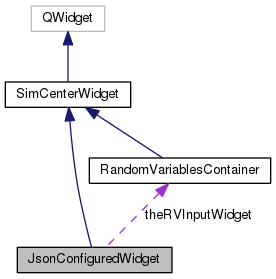 QWidget
SimCenterWidget
RandomVariablesContainer
theRVInputWidget
JsonConfiguredWidget